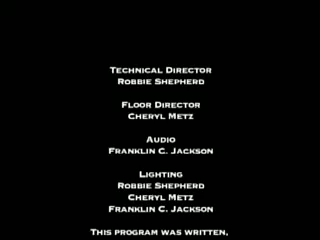 Technical Director
Robbie Shepherd
Floor Director
Cheryl Metz
Audio
Franklin C. Jackson
Lighting
Robbie Shepherd
Cheryl Metz
Franklin C. Jackson
This program was written,